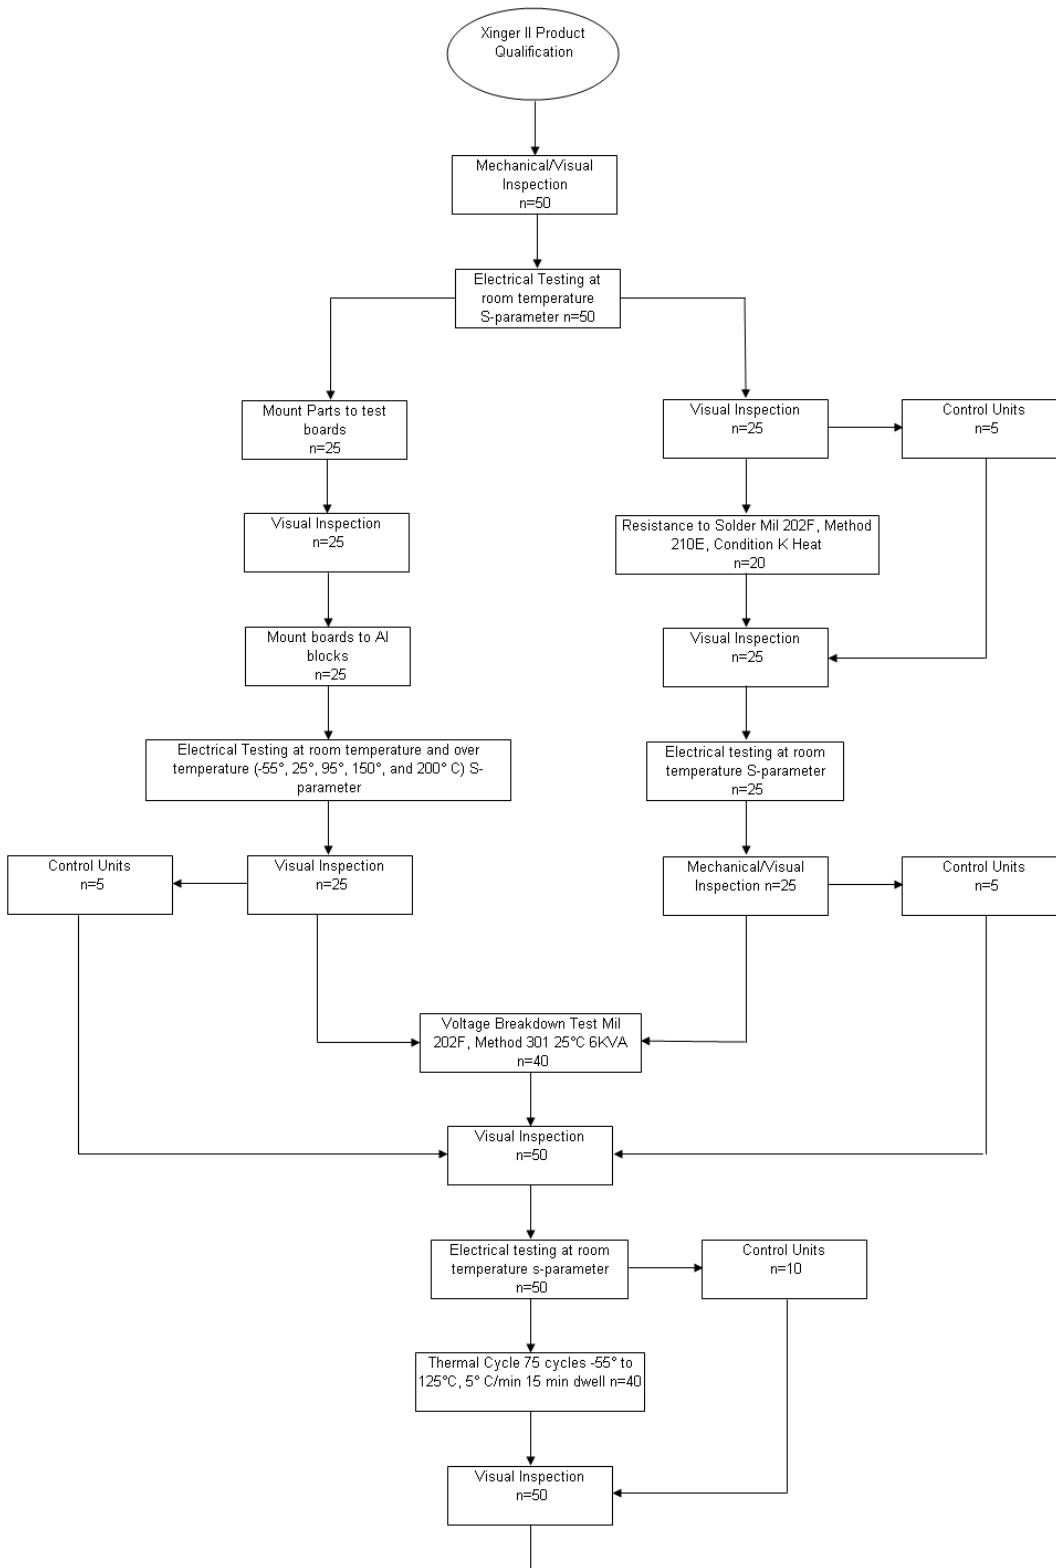 Xinger II Product
Qualification
Mechanical/Visual
Inspection
n=50
Electrical Testing at
room temperature
S-parameter n=50
Mount Parts to test
boards
n=25
Visual Inspection
n=25
Control Units
n=5
Visual Inspection
n=25
Resistance to Solder Mil 202F, Method
210E, Condition K Heat
n=20
Mount boards to Al
blocks
n=25
Visual Inspection
n=25
Electrical Testing at room temperature and over
temperature (-55°, 25°, 95°, 150°, and 200° C) S-
parameter
Electrical testing at room
temperature S-parameter
n=25
Control Units
n=5
Visual Inspection
n=25
Mechanical/Visual
Inspection n=25
Control Units
n=5
Voltage Breakdown Test Mil
202F, Method 301 25°C 6KVA
n=40
Visual Inspection
n=50
Electrical testing at room
temperature s-parameter
n=50
Control Units
n=10
Thermal Cycle 75 cycles -55° to
125°C, 5° C/min 15 min dwell n=40
Visual Inspection
n=50